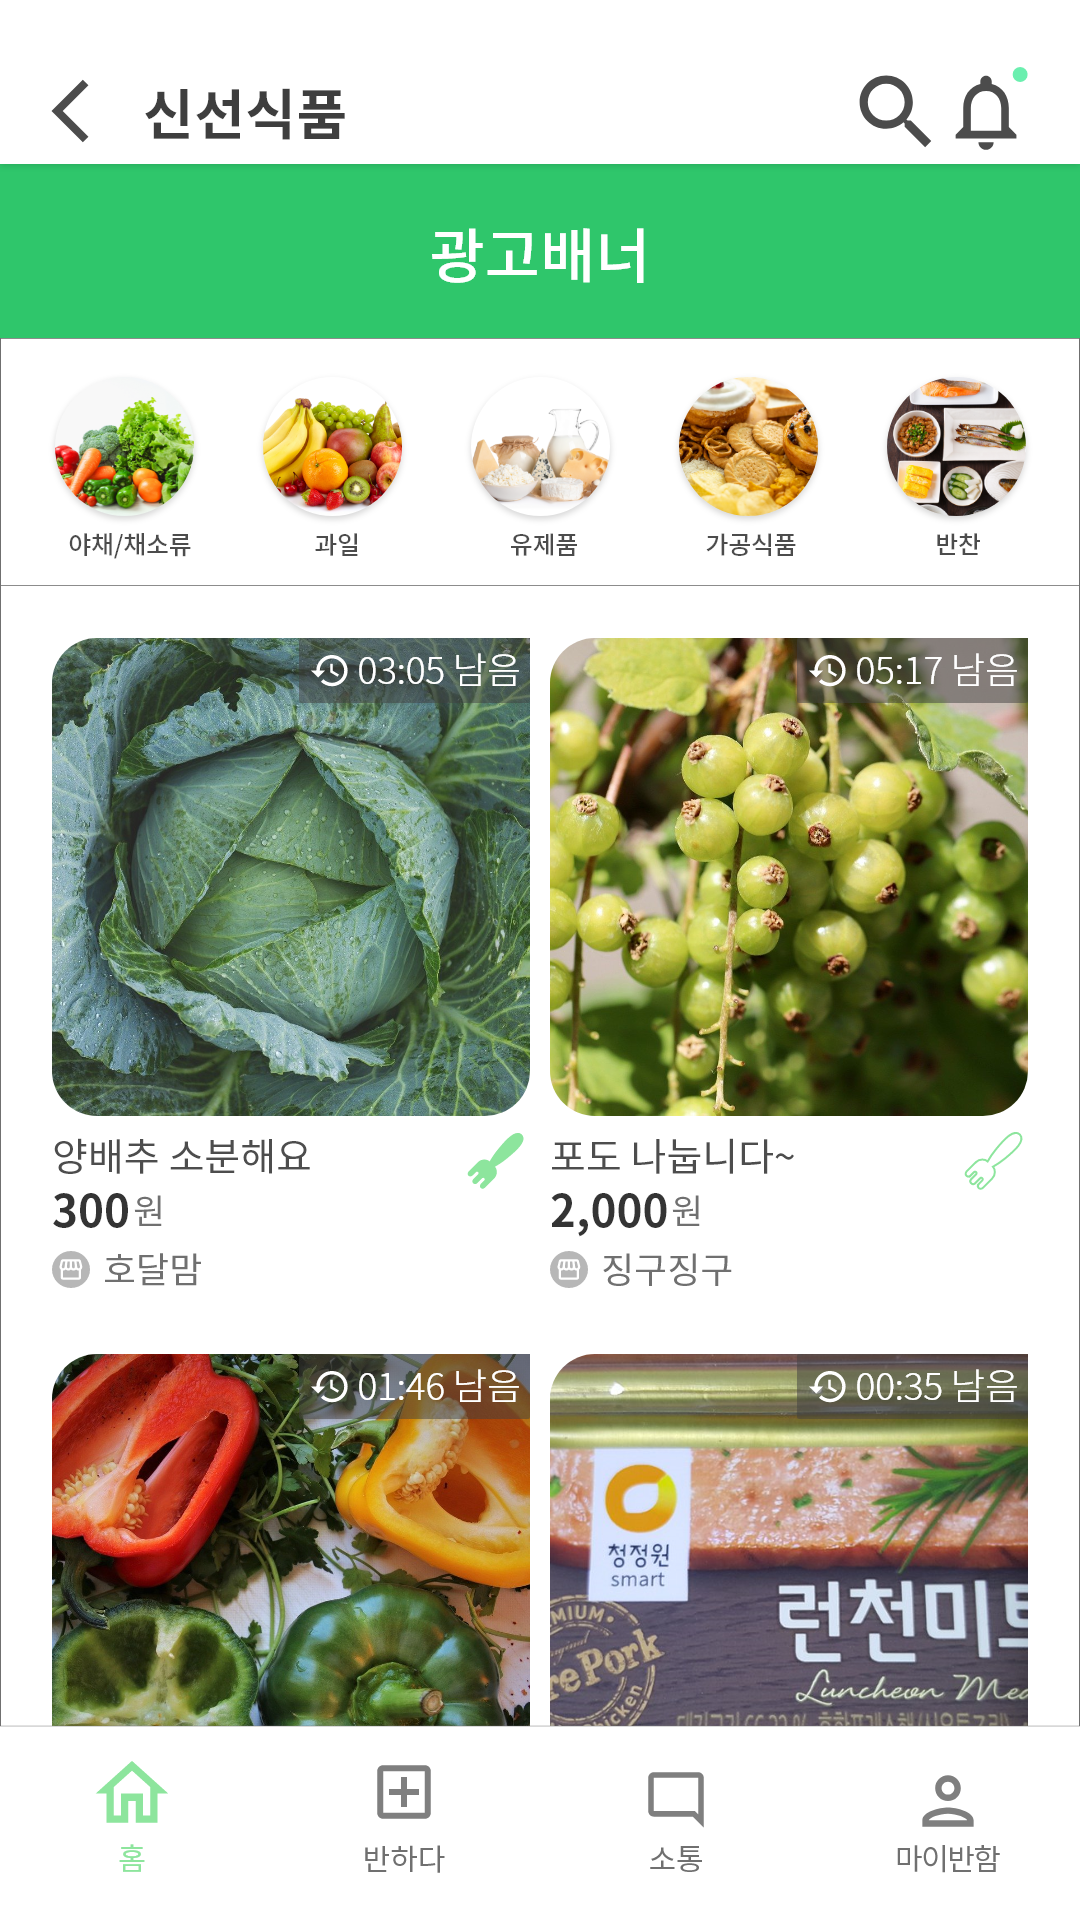 신선식품
광고배너
야채/채소류
과일
유제품
가공식품
반찬
03:05 남음
05:17 남음
양배추 소분해요
300원
호달맘
포도 나눕니다~
2,000원
징구징구
01:46 남음
00:35 남음
청정원
smart
런천미트
Luncheon Mea
MIUM
re Pork
chicken
홈
반하다
소통
마이반함